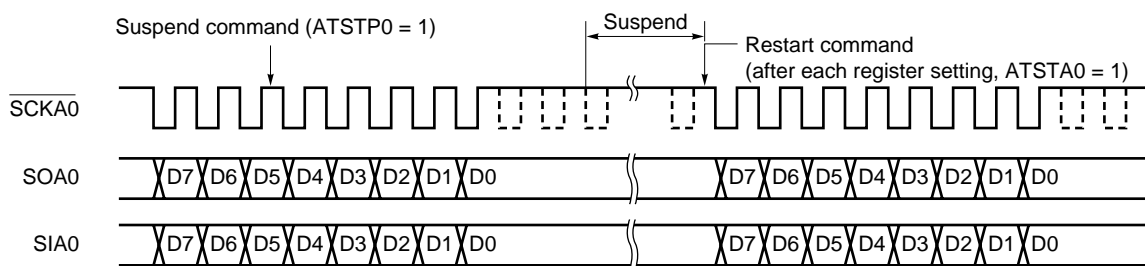 Suspend command (ATSTP0 = 1)
Suspend
Restart command
(after each register setting, ATSTA0 = 1)
SCKA0
SOA0 D7 D6 D5 D4 D3 D2 D1 D0 D7 D6 D5 D4 D3 D2 D1 D0
SIA0 D7 D6 D5 D4 D3 D2 D1 D0 D7 D6 D5 D4 D3 D2 D1 D0